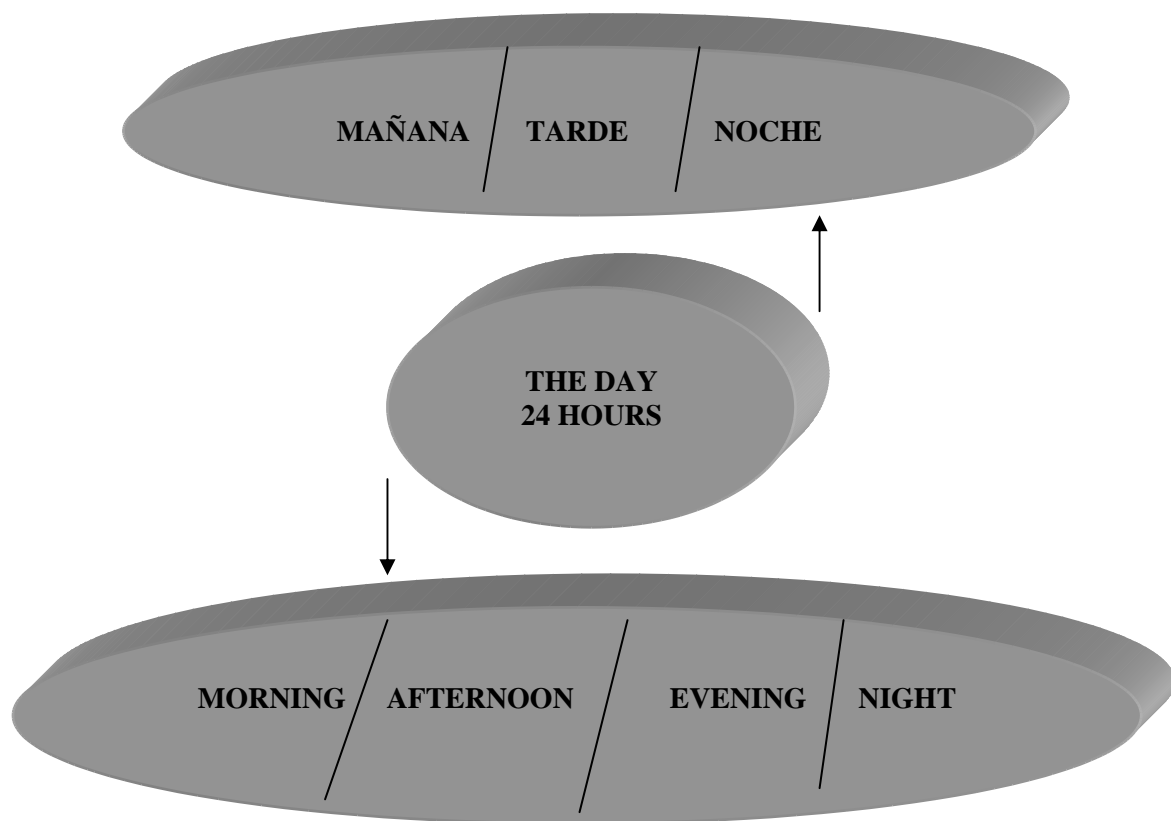 MAÑANA TARDE NOCHE
THE DAY
24 HOURS
MORNING AFTERNOON EVENING NIGHT